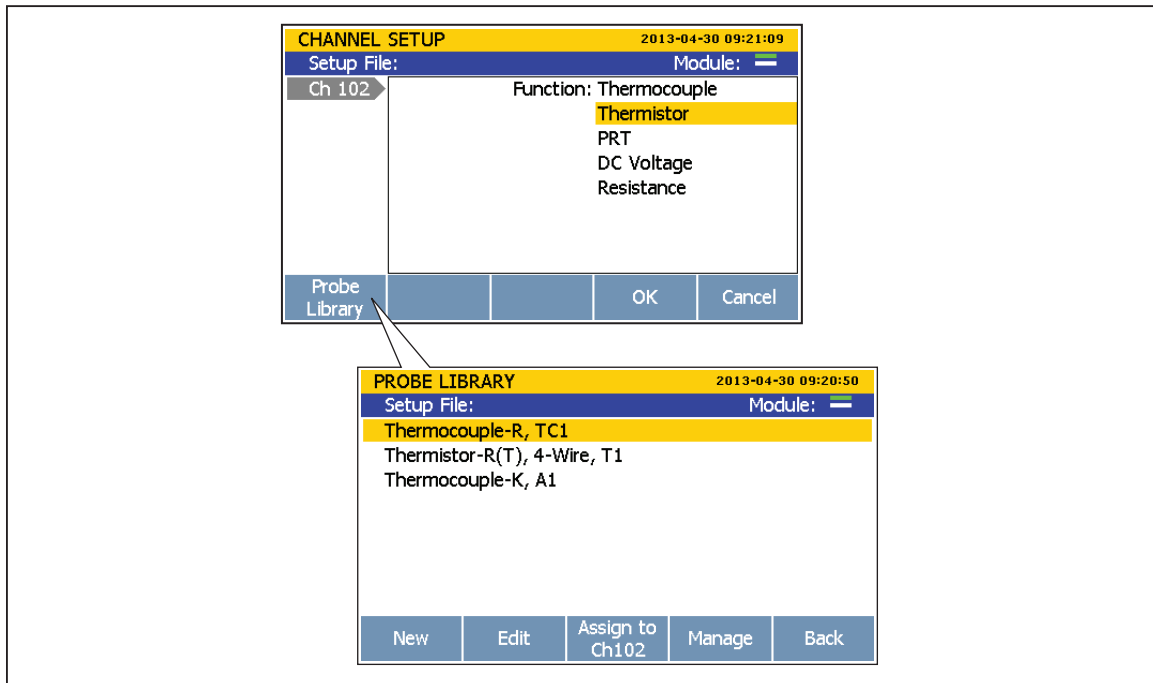 CHANNEL SETUP 2013-04-30 09:21:09
Setup File: Module:
Ch 102 Function: Thermocouple
Thermistor
PRT
DC Voltage
Resistance
Probe Library OK Cancel
PROBE LIBRARY 2013-04-30 09:20:50
Setup File: Module:
Thermocouple-R, TC1
Thermistor-R(T), 4-Wire, T1
Thermocouple-K, A1
New Edit Assign to Ch102 Manage Back